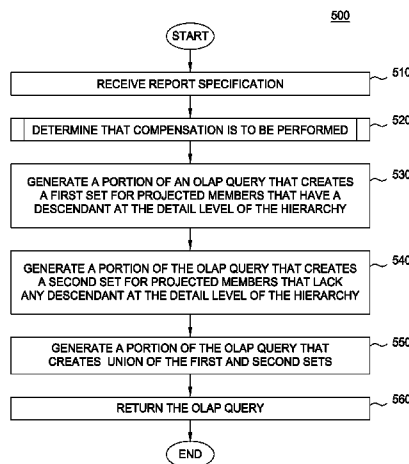 500
START
RECEIVE REPORT SPECIFICATION
510
DETERMINE THAT COMPENSATION IS TO BE PERFORMED
520
GENERATE A PORTION OF AN OLAP QUERY THAT CREATES
A FIRST SET FOR PROJECTED MEMBERS THAT HAVE A
DESCENDANT AT THE DETAIL LEVEL OF THE HIERARCHY
530
GENERATE A PORTION OF THE OLAP QUERY THAT CREATES
A SECOND SET FOR PROJECTED MEMBERS THAT LACK
ANY DESCENDANT AT THE DETAIL LEVEL OF THE HIERARCHY
540
GENERATE A PORTION OF THE OLAP QUERY THAT
CREATES UNION OF THE FIRST AND SECOND SETS
550
RETURN THE OLAP QUERY
560
END